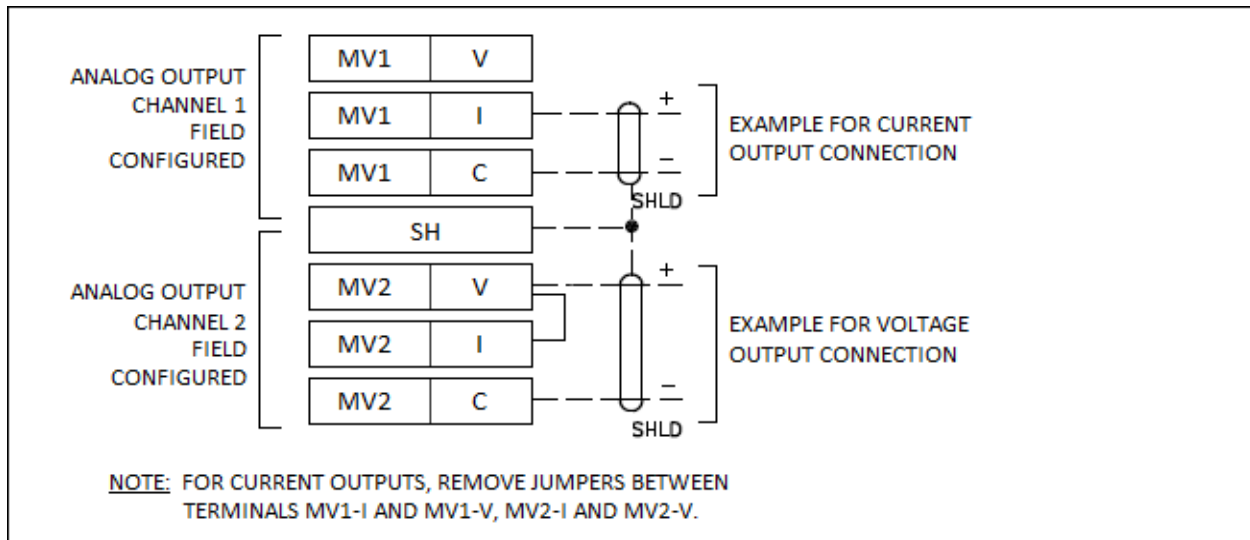 ANALOG OUTPUT
CHANNEL 1
FIELD
CONFIGURED
MV1 V
MV1 I
MV1 C
SH
+
−
SHLD
EXAMPLE FOR CURRENT
OUTPUT CONNECTION
ANALOG OUTPUT
CHANNEL 2
FIELD
CONFIGURED
MV2 V
MV2 I
MV2 C
+
−
SHLD
EXAMPLE FOR VOLTAGE
OUTPUT CONNECTION
NOTE: FOR CURRENT OUTPUTS, REMOVE JUMPERS BETWEEN
TERMINALS MV1-I AND MV1-V, MV2-I AND MV2-V.